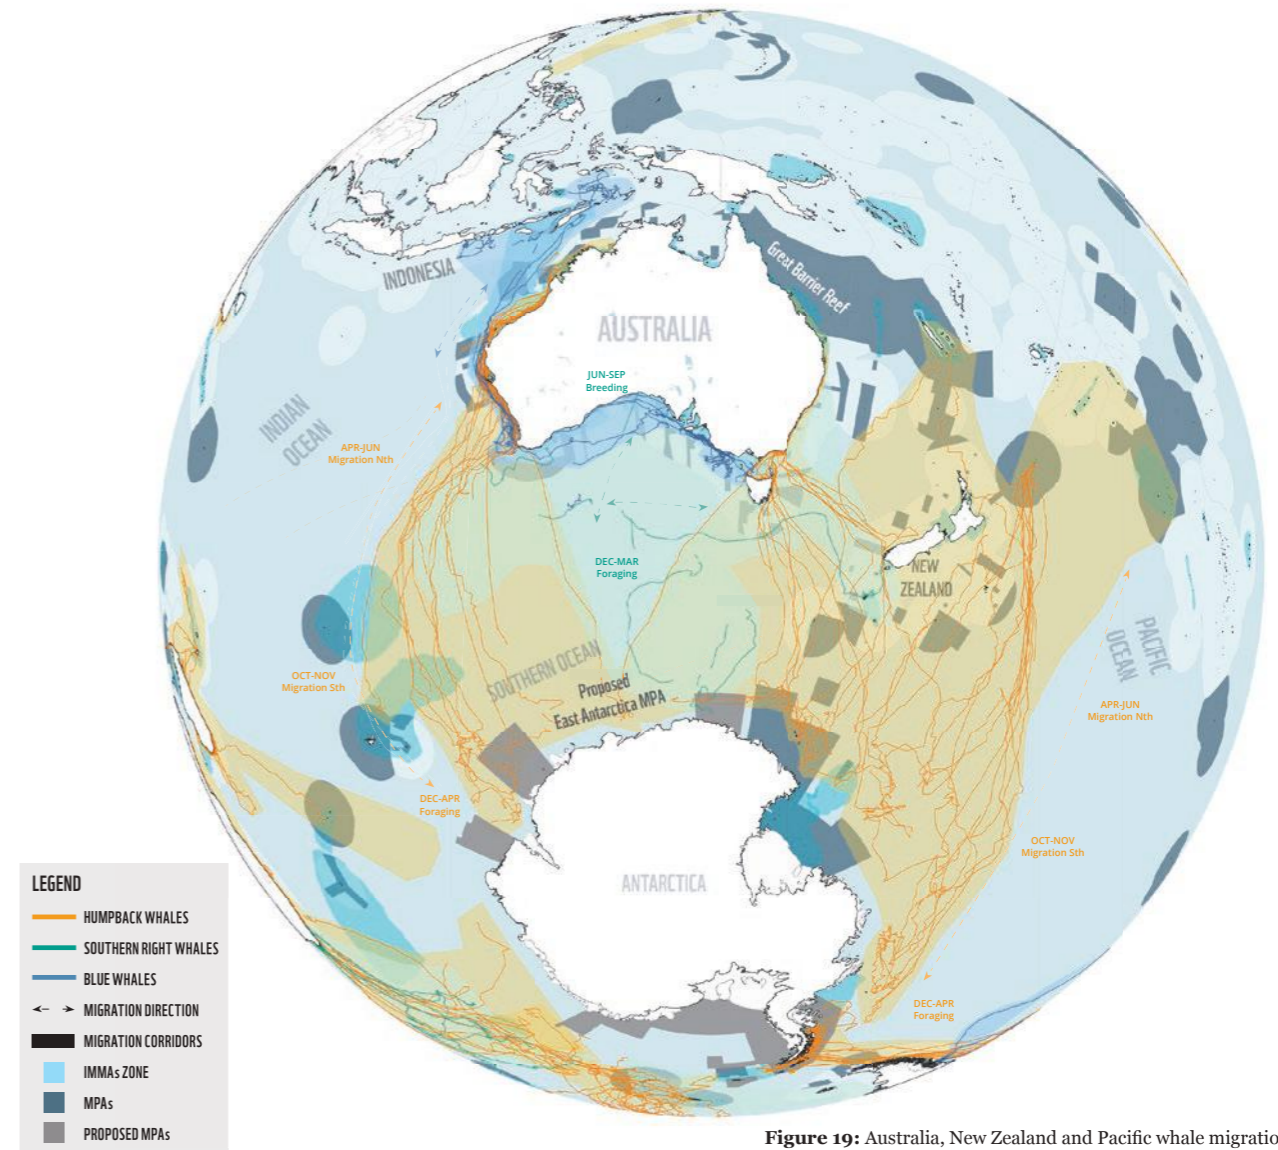 INDONESIA
Great Barrier Reef
AUSTRALIA
JUN-SEP
Breeding
INDIAN
OCEAN
APR-JUN
Migration Nth
DEC-MAR
Foraging
NEW
ZEALAND
PACIFIC
OCEAN
SOUTHERN OCEAN
OCT-NOV
Migration Sth
Proposed
East Antarctica MPA
APR-JUN
Migration Nth
DEC-APR
Foraging
OCT-NOV
Migration Sth
ANTARCTICA
DEC-APR
Foraging
LEGEND
HUMPBACK WHALES
SOUTHERN RIGHT WHALES
BLUE WHALES
MIGRATION DIRECTION
MIGRATION CORRIDORS
IMMAs ZONE
MPAs
PROPOSED MPAs
Figure 19: Australia, New Zealand and Pacific whale migratio